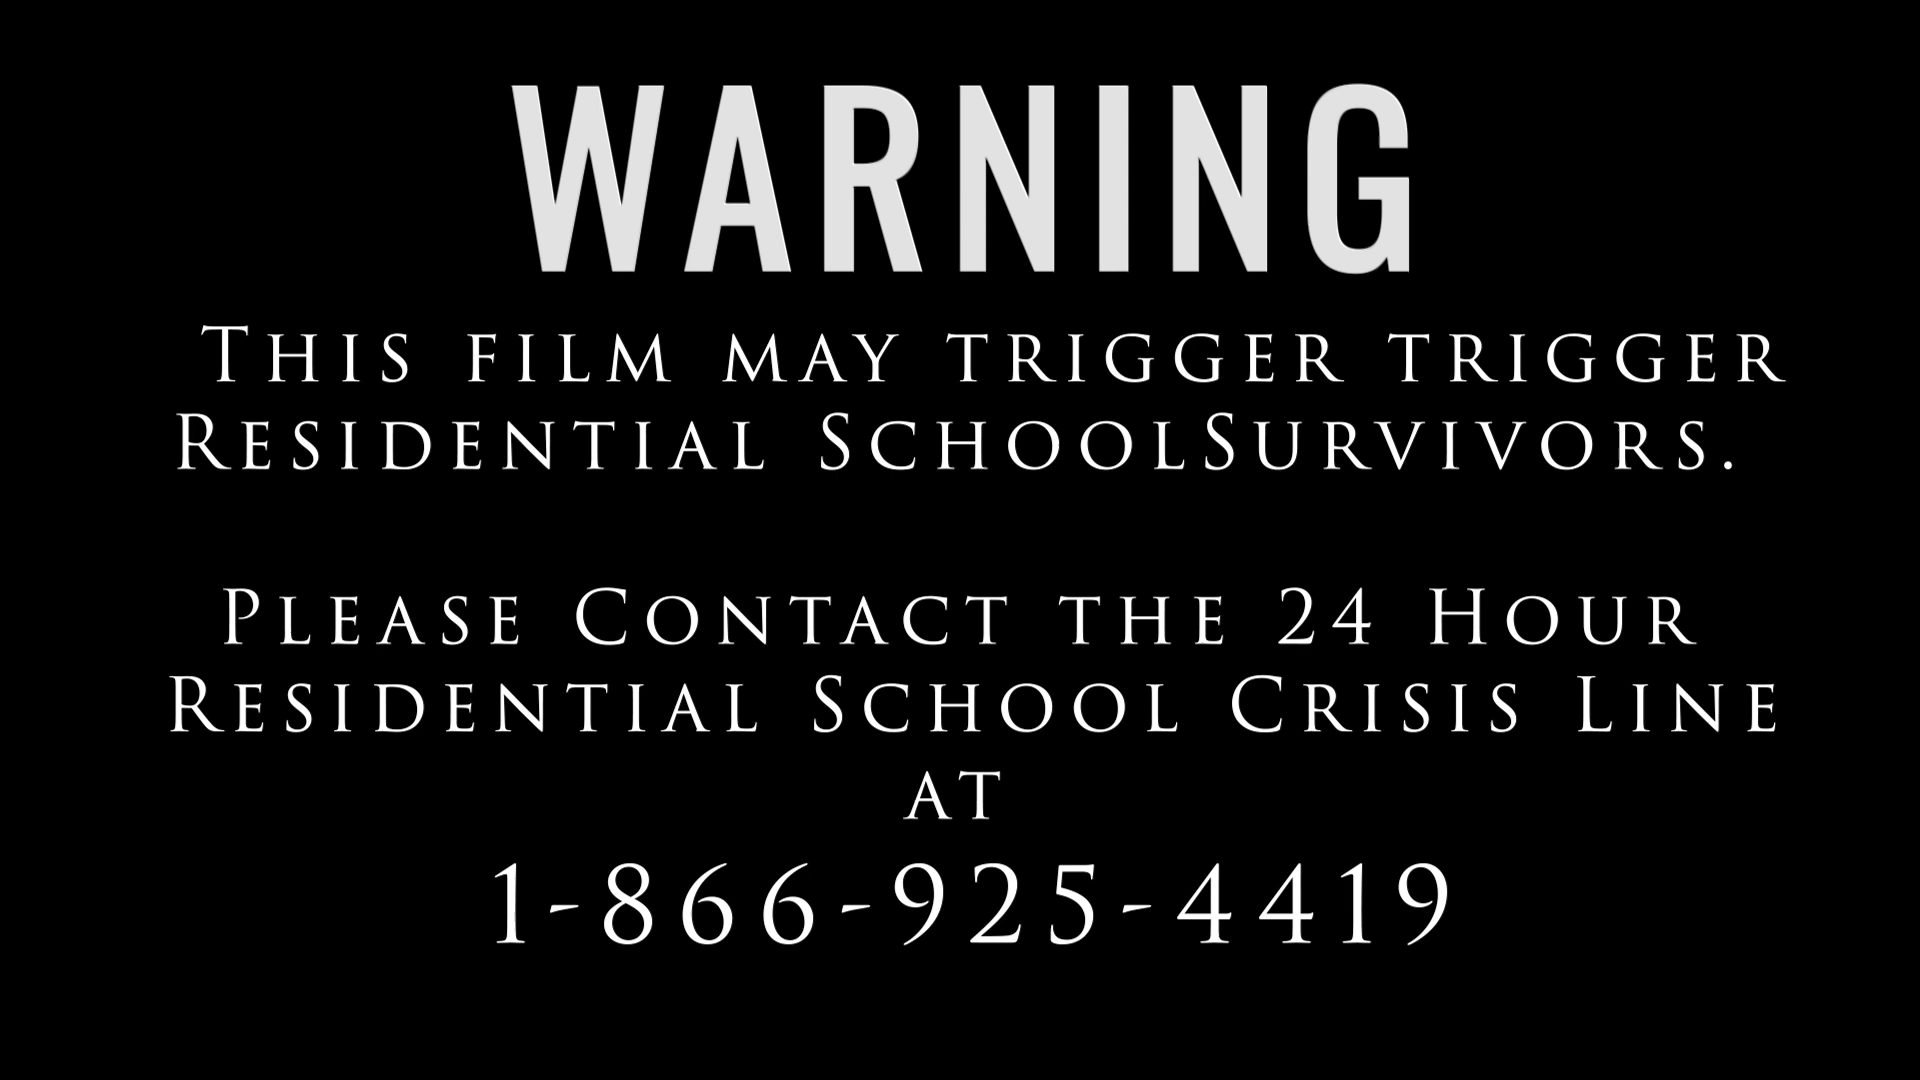 WARNING
This film may trigger trigger
Residential SchoolSurvivors.
Please Contact the 24 Hour
Residential School Crisis Line
at
1-866-925-4419